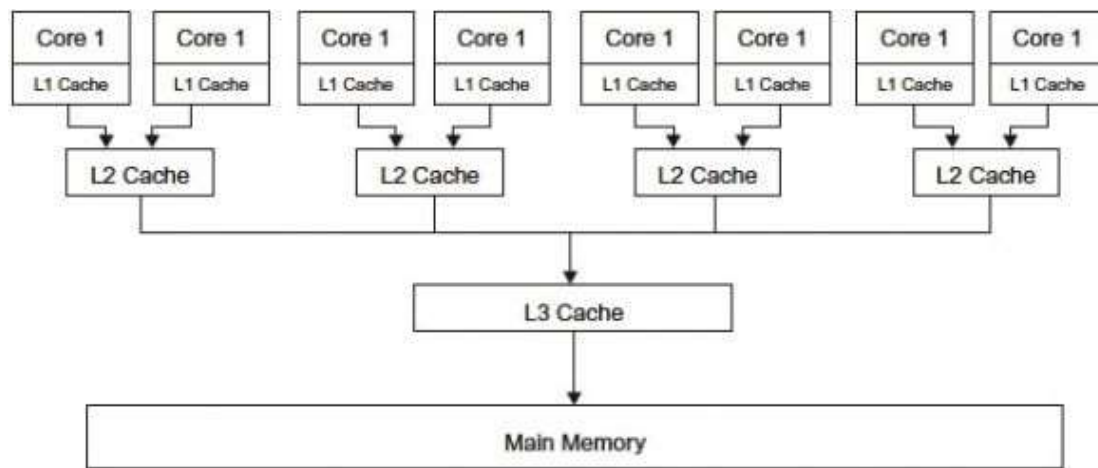 Core 1 Core 1 Core 1 Core 1 Core 1 Core 1 Core 1 Core 1
L1 Cache L1 Cache L1 Cache L1 Cache L1 Cache L1 Cache L1 Cache L1 Cache
L2 Cache L2 Cache L2 Cache L2 Cache
L3 Cache
Main Memory